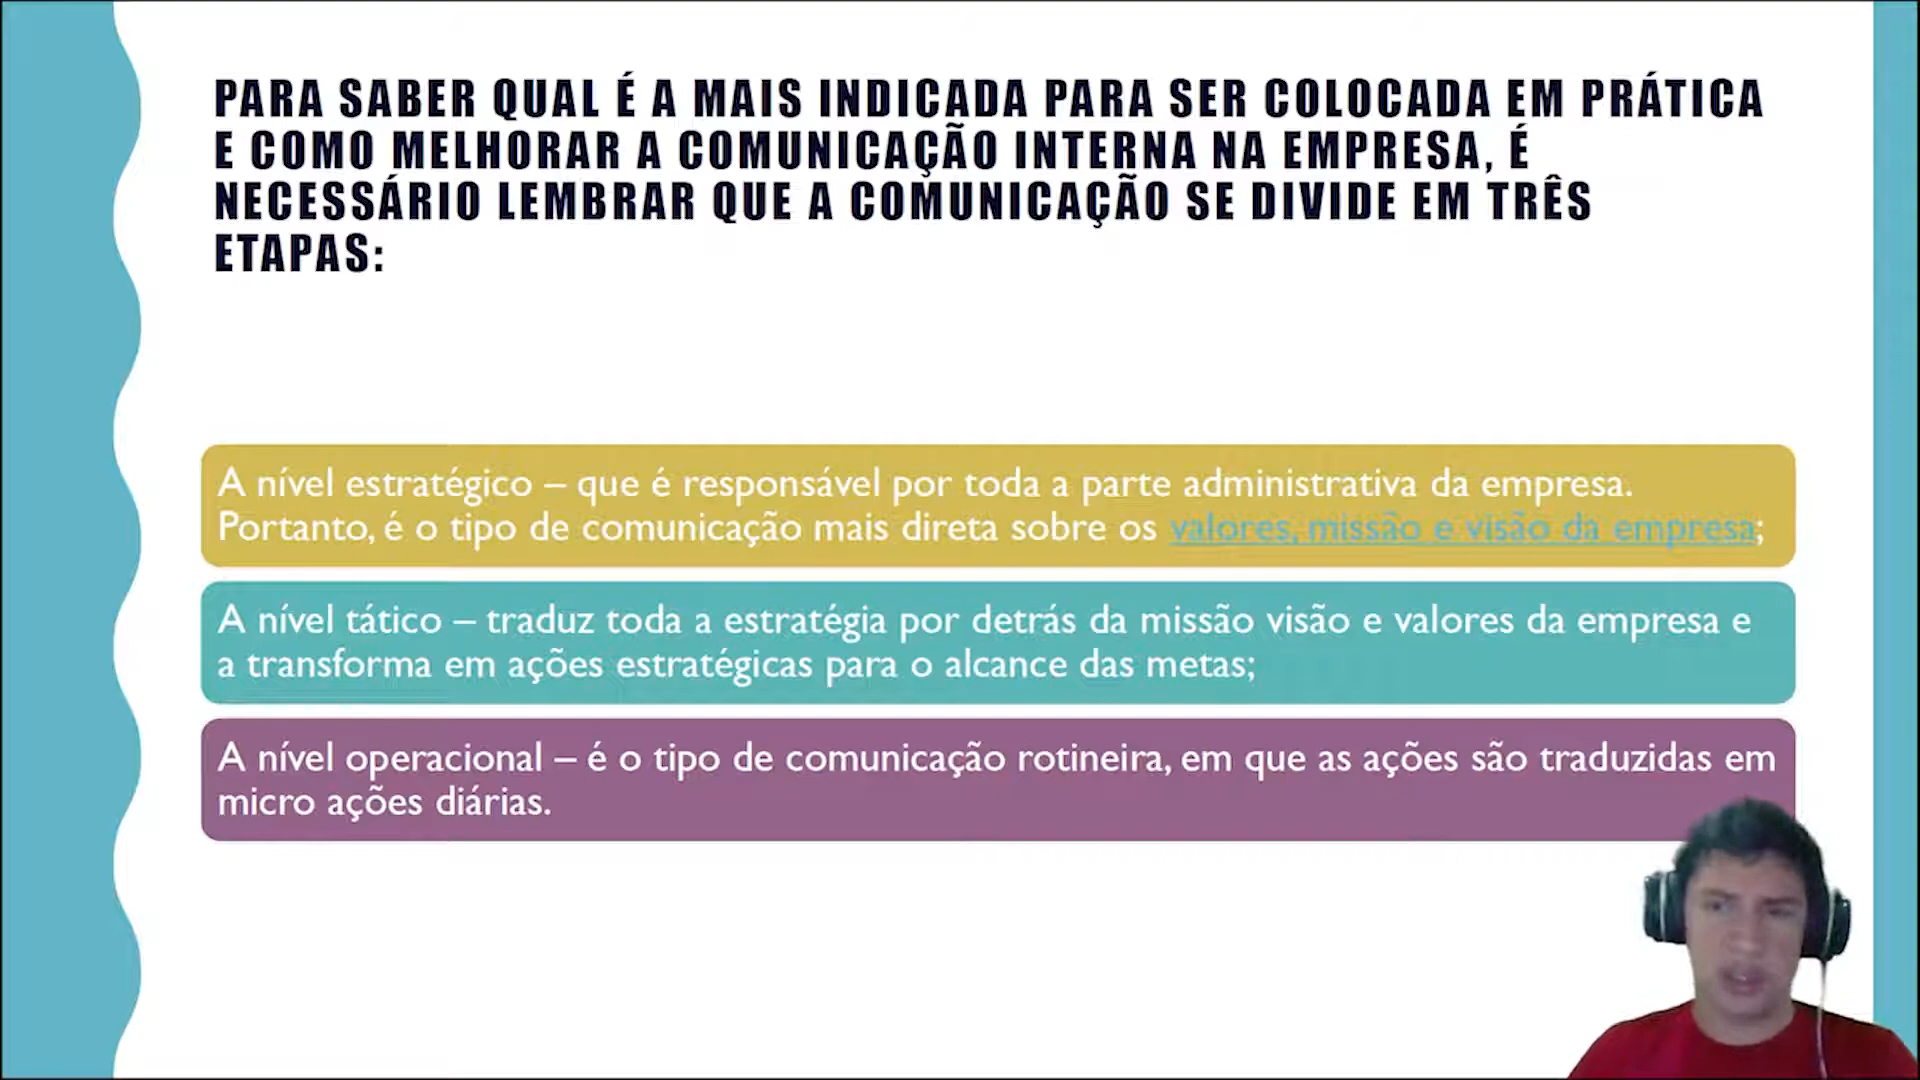 PARA SABER QUAL É A MAIS INDICADA PARA SER COLOCADA EM PRÁTICA
E COMO MELHORAR A COMUNICAÇÃO INTERNA NA EMPRESA, É
NECESSÁRIO LEMBRAR QUE A COMUNICAÇÃO SE DIVIDE EM TRÊS
ETAPAS:
A nível estratégico – que é responsável por toda a parte administrativa da empresa.
Portanto, é o tipo de comunicação mais direta sobre os valores, missão e visão da empresa;
A nível tático – traduz toda a estratégia por detrás da missão visão e valores da empresa e
a transforma em ações estratégicas para o alcance das metas;
A nível operacional – é o tipo de comunicação rotineira, em que as ações são traduzidas em
micro ações diárias.